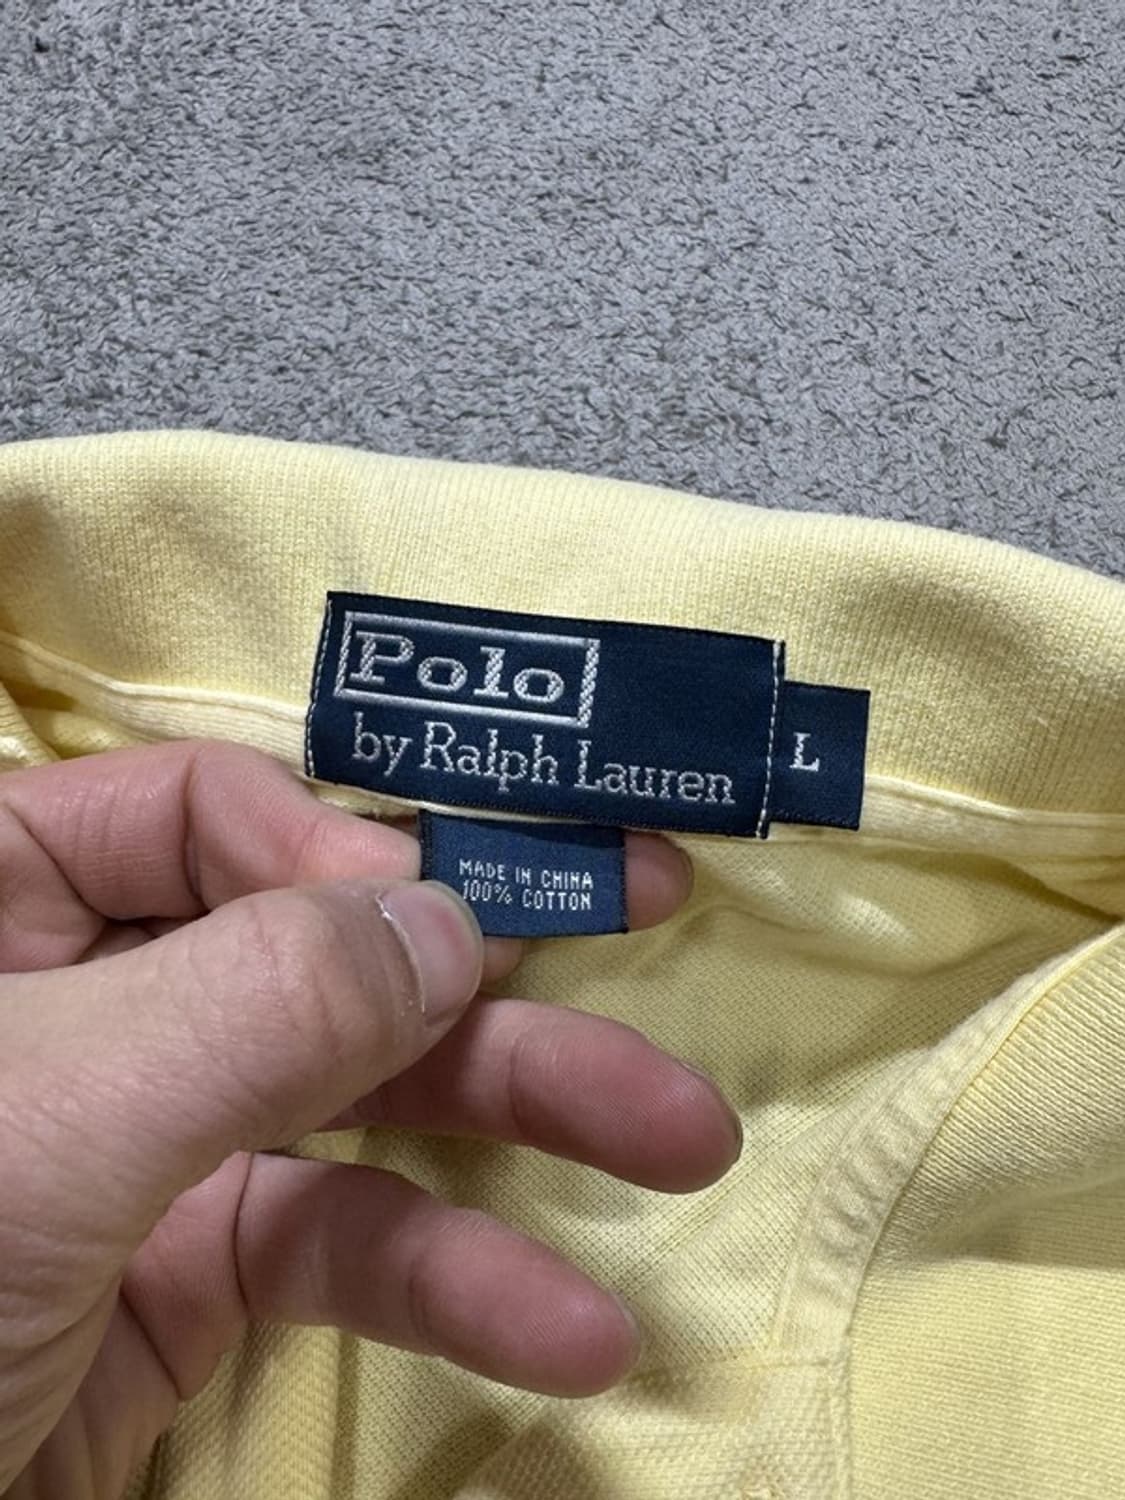 Polo
by Ralph Lauren
L
MADE IN CHINA
100% COTTON